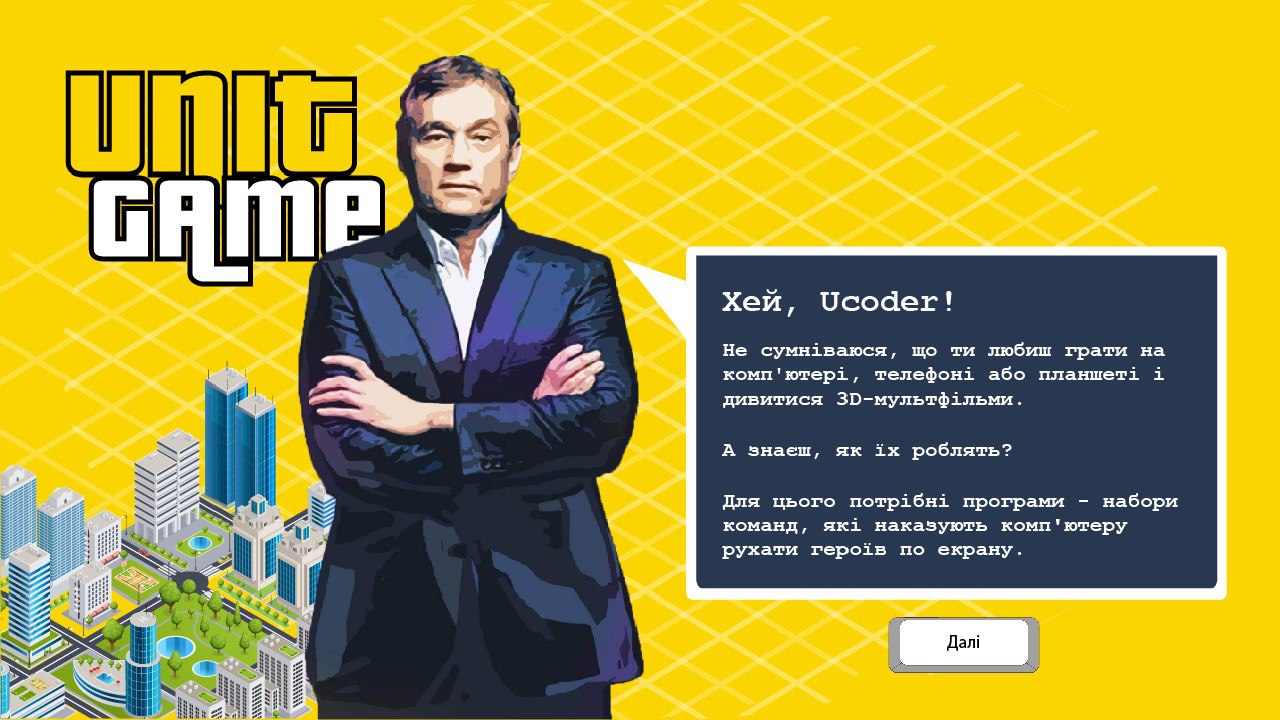 UNIT
GAME
Хей, Ucoder!
Не сумніваюся, що ти любиш грати на
комп'ютері, телефоні або планшеті і
дивитися 3D-мультфільми.
А знаєш, як їх роблять?
Для цього потрібні програми - набори
команд, які наказують комп'ютеру
рухати героїв по екрану.
Далі